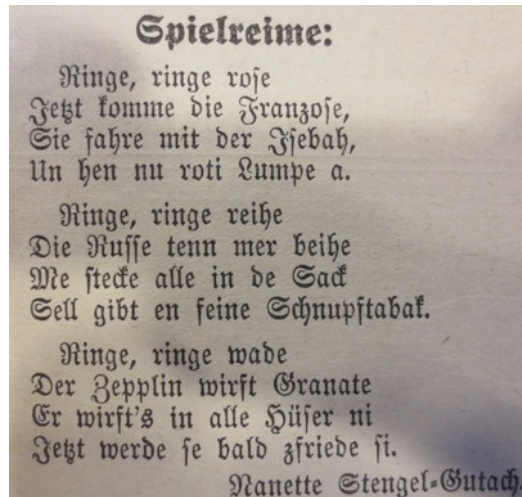 Spielreime:
Ringe, ringe rose
Jetzt komme die Franzose,
Sie fahre mit der Isebah,
Un hen nu roti Lumpe a.
Ringe, ringe reihe
Die Russe tenn mer beihe
Me stecke alle in de Sack
Sell gibt en feine Schnupftabak.
Ringe, ringe wade
Der Zepplin wirft Granate
Er wirft's in alle Hüser ni
Jetzt werde se bald zfriede si.
Nanette Stengel-Gutach.